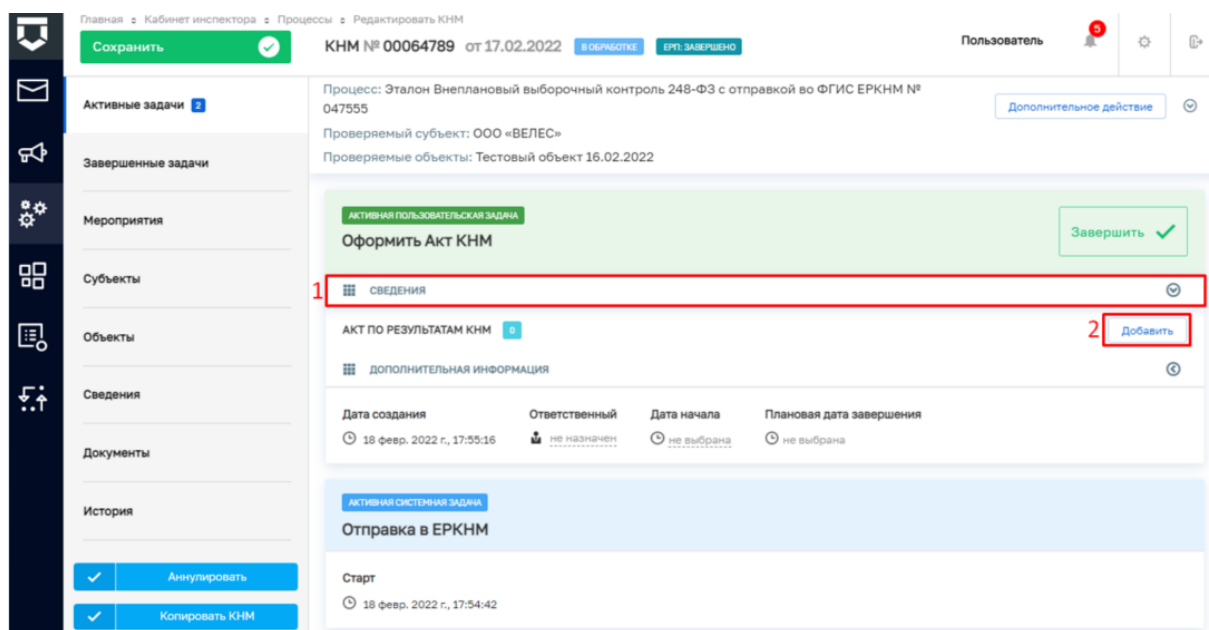 Главная : Кабинет инспектора : Процессы : Редактировать КНМ
Сохранить
КНМ № 00064789 от 17.02.2022 В ОБРАБОТКЕ ЕРП: ЗАВЕРШЕНО
Пользователь
5
Активные задачи 2
Завершенные задачи
Мероприятия
Субъекты
Объекты
Сведения
Документы
История
Аннулировать
Копировать КНМ
Процесс: Эталон Внеплановый выборочный контроль 248-ФЗ с отправкой во ФГИС ЕРКНМ №
047555
Дополнительное действие
Проверяемый субъект: ООО «ВЕЛЕС»
Проверяемые объекты: Тестовый объект 16.02.2022
АКТИВНАЯ ПОЛЬЗОВАТЕЛЬСКАЯ ЗАДАЧА
Оформить Акт КНМ
Завершить
1 СВЕДЕНИЯ
АКТ ПО РЕЗУЛЬТАТАМ КНМ 0
2 Добавить
ДОПОЛНИТЕЛЬНАЯ ИНФОРМАЦИЯ
Дата создания Ответственный Дата начала Плановая дата завершения
18 февр. 2022 г., 17:55:16 не назначен не выбрана не выбрана
АКТИВНАЯ СИСТЕМНАЯ ЗАДАЧА
Отправка в ЕРКНМ
Старт
18 февр. 2022 г., 17:54:42